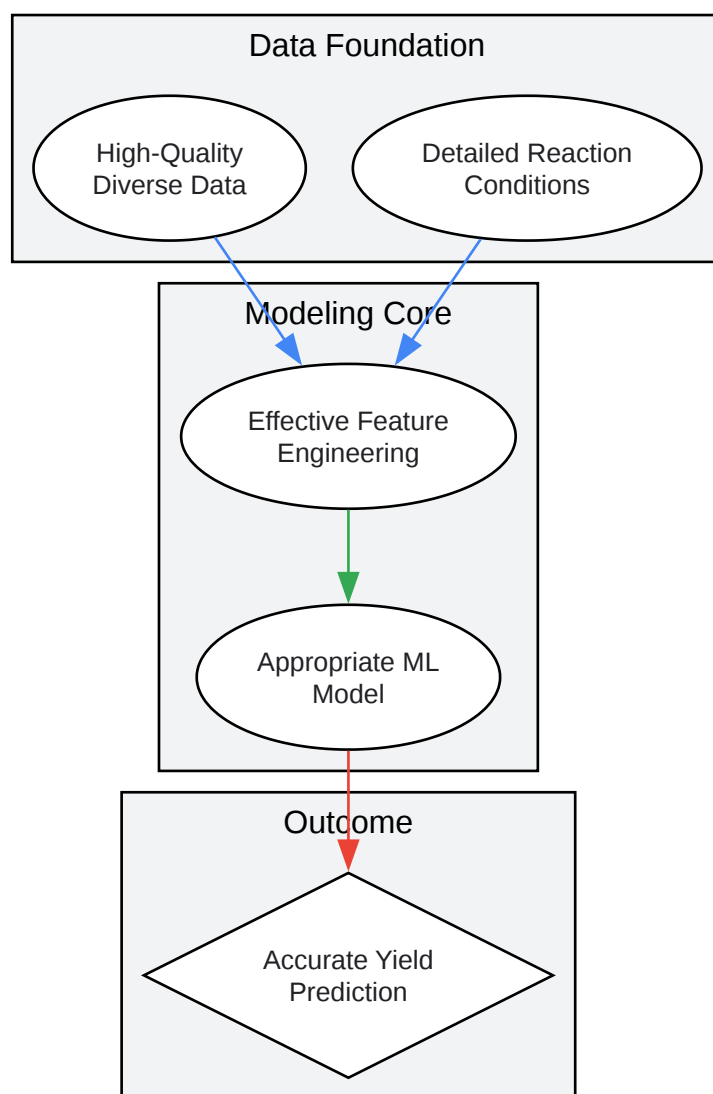 Data Foundation
High-Quality
Diverse Data
Detailed Reaction
Conditions
Modeling Core
Effective Feature
Engineering
Appropriate ML
Model
Outcome
Accurate Yield
Prediction